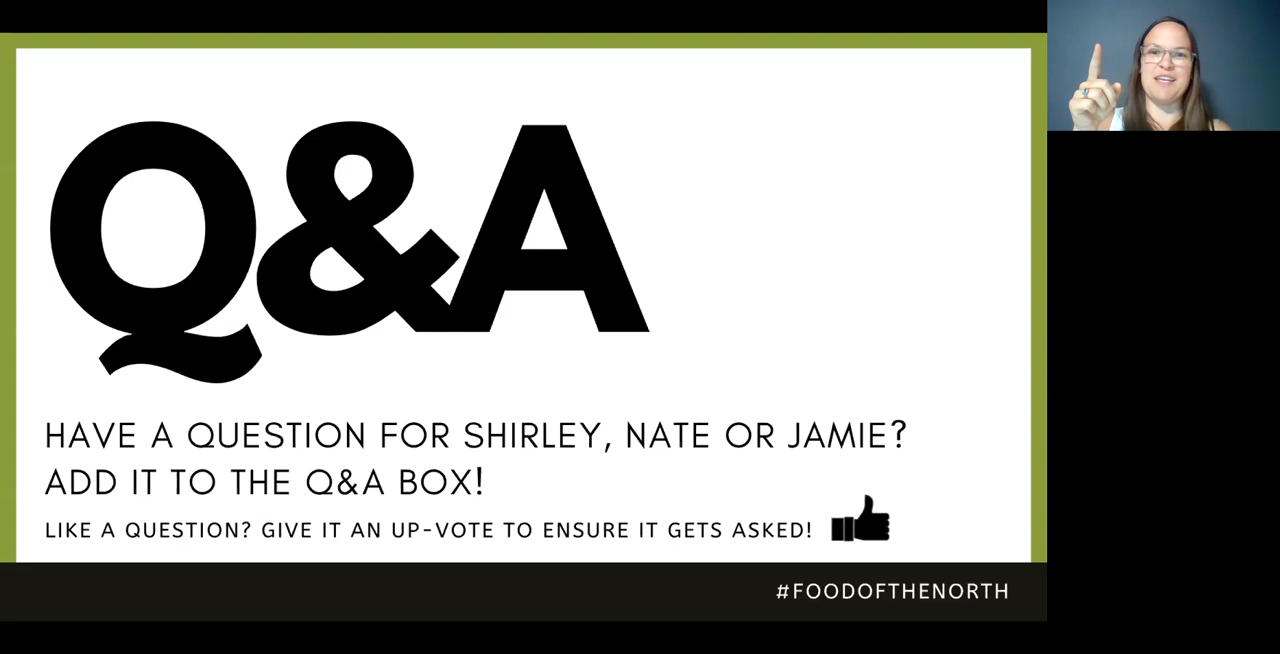 Q&A
HAVE A QUESTION FOR SHIRLEY, NATE OR JAMIE?
ADD IT TO THE Q&A BOX!
LIKE A QUESTION? GIVE IT AN UP-VOTE TO ENSURE IT GETS ASKED!
#FOODOFTHENORTH